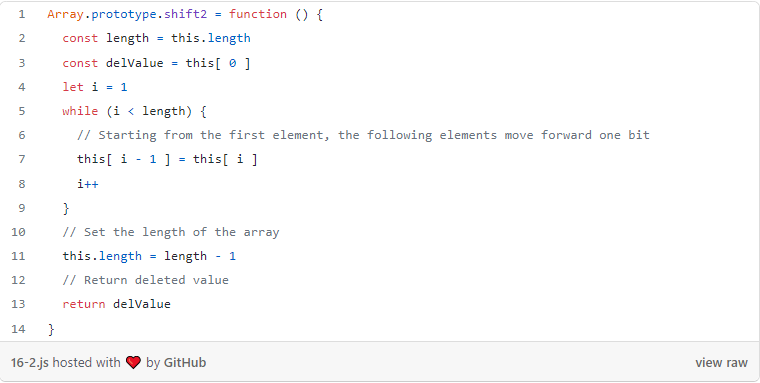 1 Array.prototype.shift2 = function () {
2 const length = this.length
3 const delValue = this[ 0 ]
4 let i = 1
5 while (i < length) {
6 // Starting from the first element, the following elements move forward one bit
7 this[ i - 1 ] = this[ i ]
8 i++
9 }
10 // Set the length of the array
11 this.length = length - 1
12 // Return deleted value
13 return delValue
14 }
16-2.js hosted with ❤ by GitHub view raw